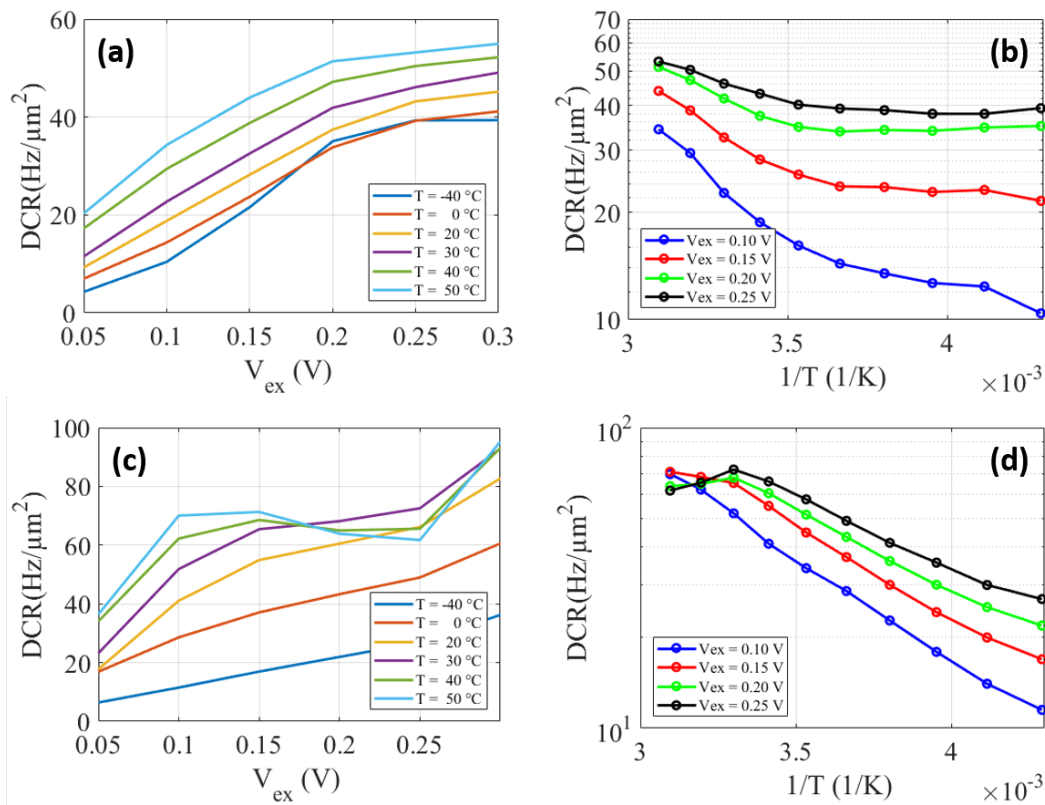 (a)
60
40
20
0
0.05 0.1 0.15 0.2 0.25 0.3
DCR(Hz/μm²)
V_ex (V)
T = -40 °C
T = 0 °C
T = 20 °C
T = 30 °C
T = 40 °C
T = 50 °C
(b)
70
60
50
40
30
20
10
3 3.5 4
×10⁻³
DCR(Hz/μm²)
1/T (1/K)
Vex = 0.10 V
Vex = 0.15 V
Vex = 0.20 V
Vex = 0.25 V
(c)
100
80
60
40
20
0
0.05 0.1 0.15 0.2 0.25
DCR(Hz/μm²)
V_ex (V)
T = -40 °C
T = 0 °C
T = 20 °C
T = 30 °C
T = 40 °C
T = 50 °C
(d)
10²
10¹
3 3.5 4
×10⁻³
DCR(Hz/μm²)
1/T (1/K)
Vex = 0.10 V
Vex = 0.15 V
Vex = 0.20 V
Vex = 0.25 V